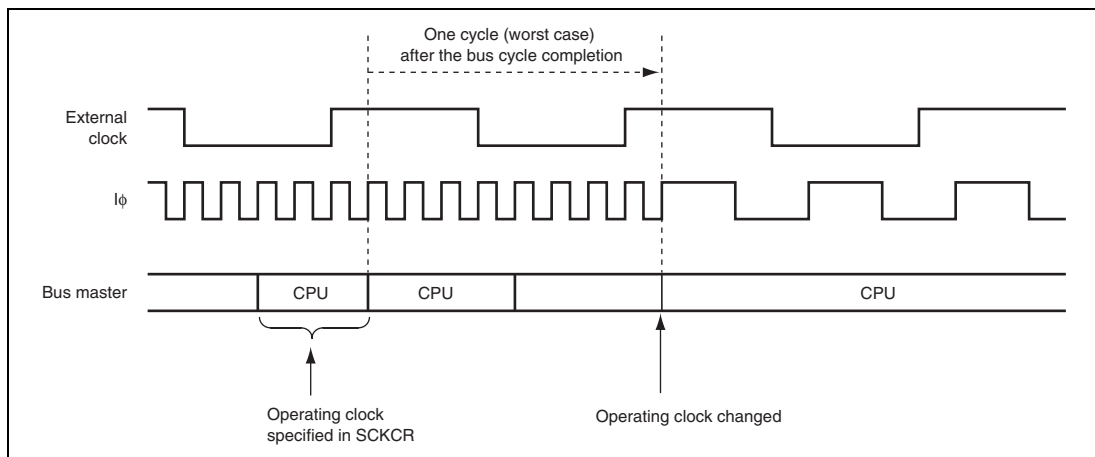 One cycle (worst case)
after the bus cycle completion
External
clock
Iϕ
Bus master
CPU
CPU
CPU
Operating clock
specified in SCKCR
Operating clock changed